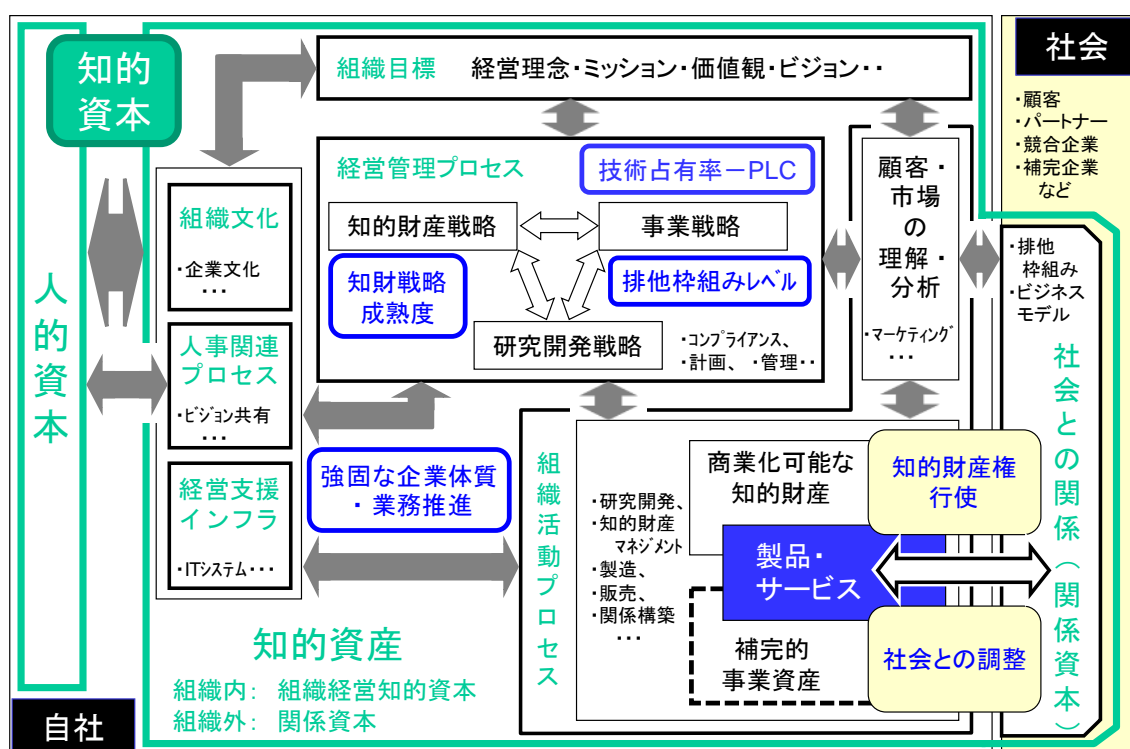 知的
資本
人的資本
自社
組織目標　経営理念・ミッション・価値観・ビジョン・・
経営管理プロセス
技術占有率－PLC
知的財産戦略
事業戦略
知財戦略
成熟度
排他枠組みレベル
研究開発戦略
・コンプライアンス、
・計画、　・管理・・
組織文化
・企業文化
・・・
人事関連
プロセス
・ビジョン共有
・・・
経営支援
インフラ
・ITシステム・・・
強固な企業体質
・業務推進
顧客・
市場
の
理解・
分析
・マーケティング
・・・
組織活動プロセス
・研究開発、
・知的財産
マネジメント
・製造、
・販売、
・関係構築
・・・
商業化可能な
知的財産
製品・
サービス
補完的
事業資産
知的財産権
行使
社会との調整
知的資産
組織内：　組織経営知的資本
組織外：　関係資本
社会
・顧客
・パートナー
・競合企業
・補完企業
など
・排他
枠組み
・ビジネス
モデル
社会との関係（関係資本）